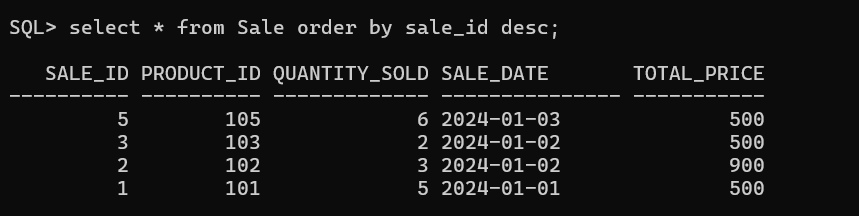 SQL> select * from Sale order by sale_id desc;
SALE_ID PRODUCT_ID QUANTITY_SOLD SALE_DATE TOTAL_PRICE
---------- ---------- ------------- --------------- -----------
5 105 6 2024-01-03 500
3 103 2 2024-01-02 500
2 102 3 2024-01-02 900
1 101 5 2024-01-01 500